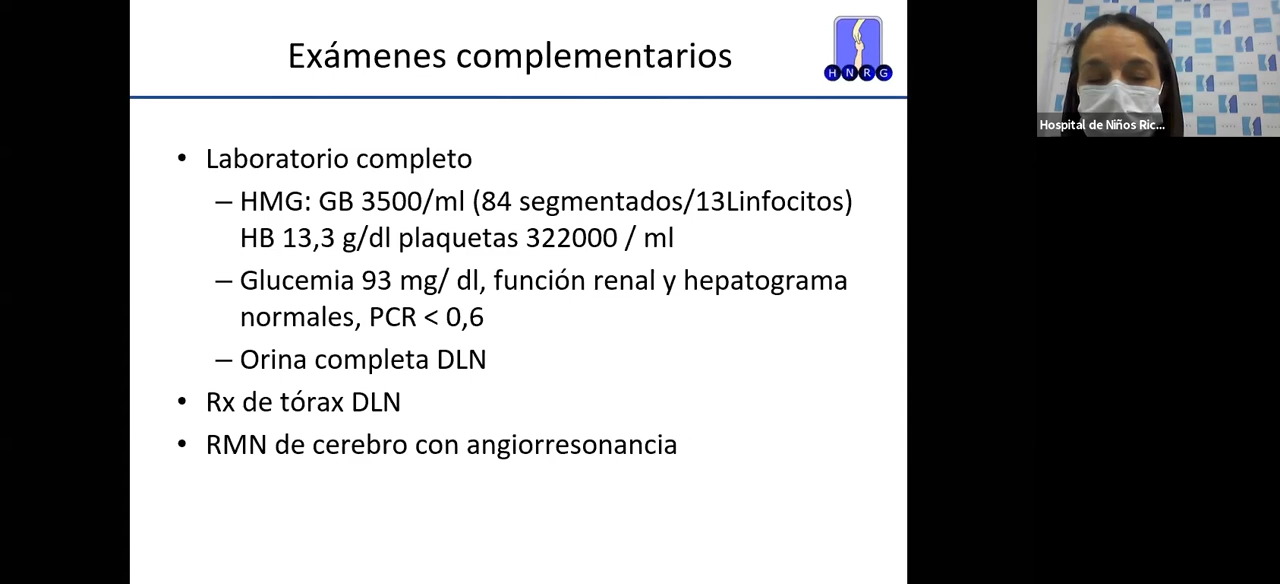 Exámenes complementarios
H N R G
• Laboratorio completo
– HMG: GB 3500/ml (84 segmentados/13Linfocitos)
HB 13,3 g/dl plaquetas 322000 / ml
– Glucemia 93 mg/ dl, función renal y hepatograma
normales, PCR < 0,6
– Orina completa DLN
• Rx de tórax DLN
• RMN de cerebro con angiorresonancia
Hospital de Niños Ric...